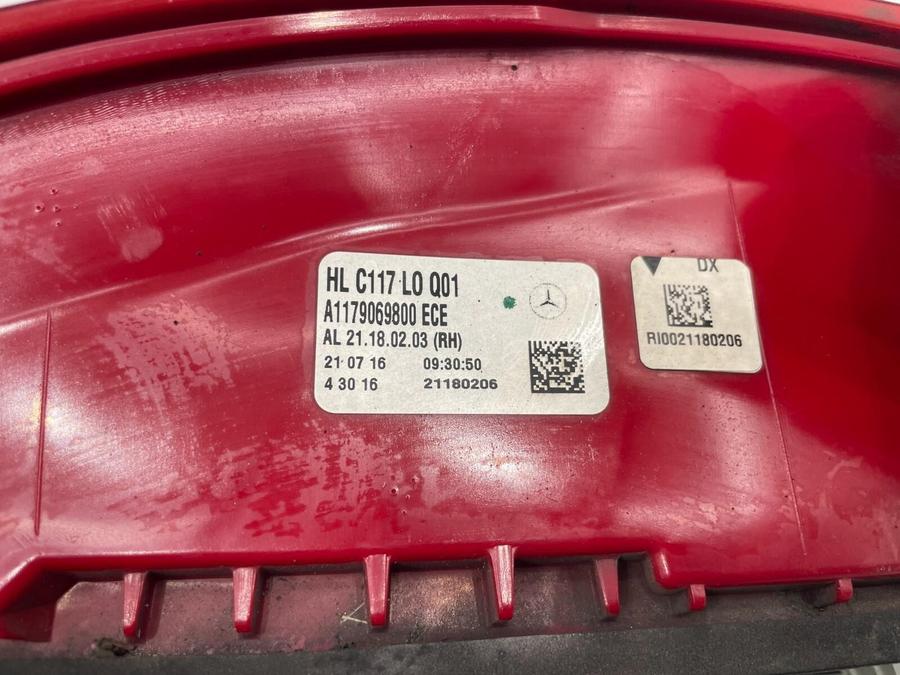 HL C117 LO Q01
A1179069800 ECE
AL 21.18.02.03 (RH)
21 07 16 09:30:50
4 30 16 21180206
DX
RI0021180206